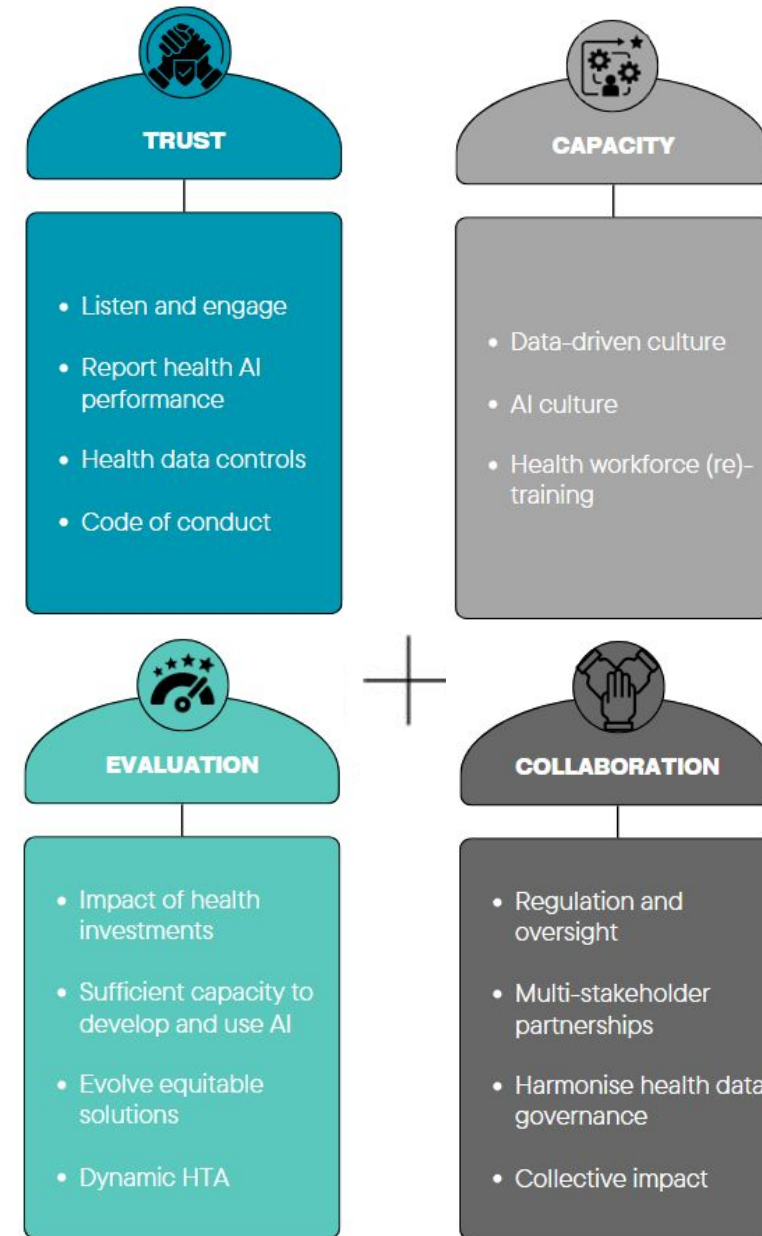 TRUST
• Listen and engage
• Report health AI
performance
• Health data controls
• Code of conduct
CAPACITY
• Data-driven culture
• AI culture
• Health workforce (re)-
training
EVALUATION
• Impact of health
investments
• Sufficient capacity to
develop and use AI
• Evolve equitable
solutions
• Dynamic HTA
COLLABORATION
• Regulation and
oversight
• Multi-stakeholder
partnerships
• Harmonise health data
governance
• Collective impact